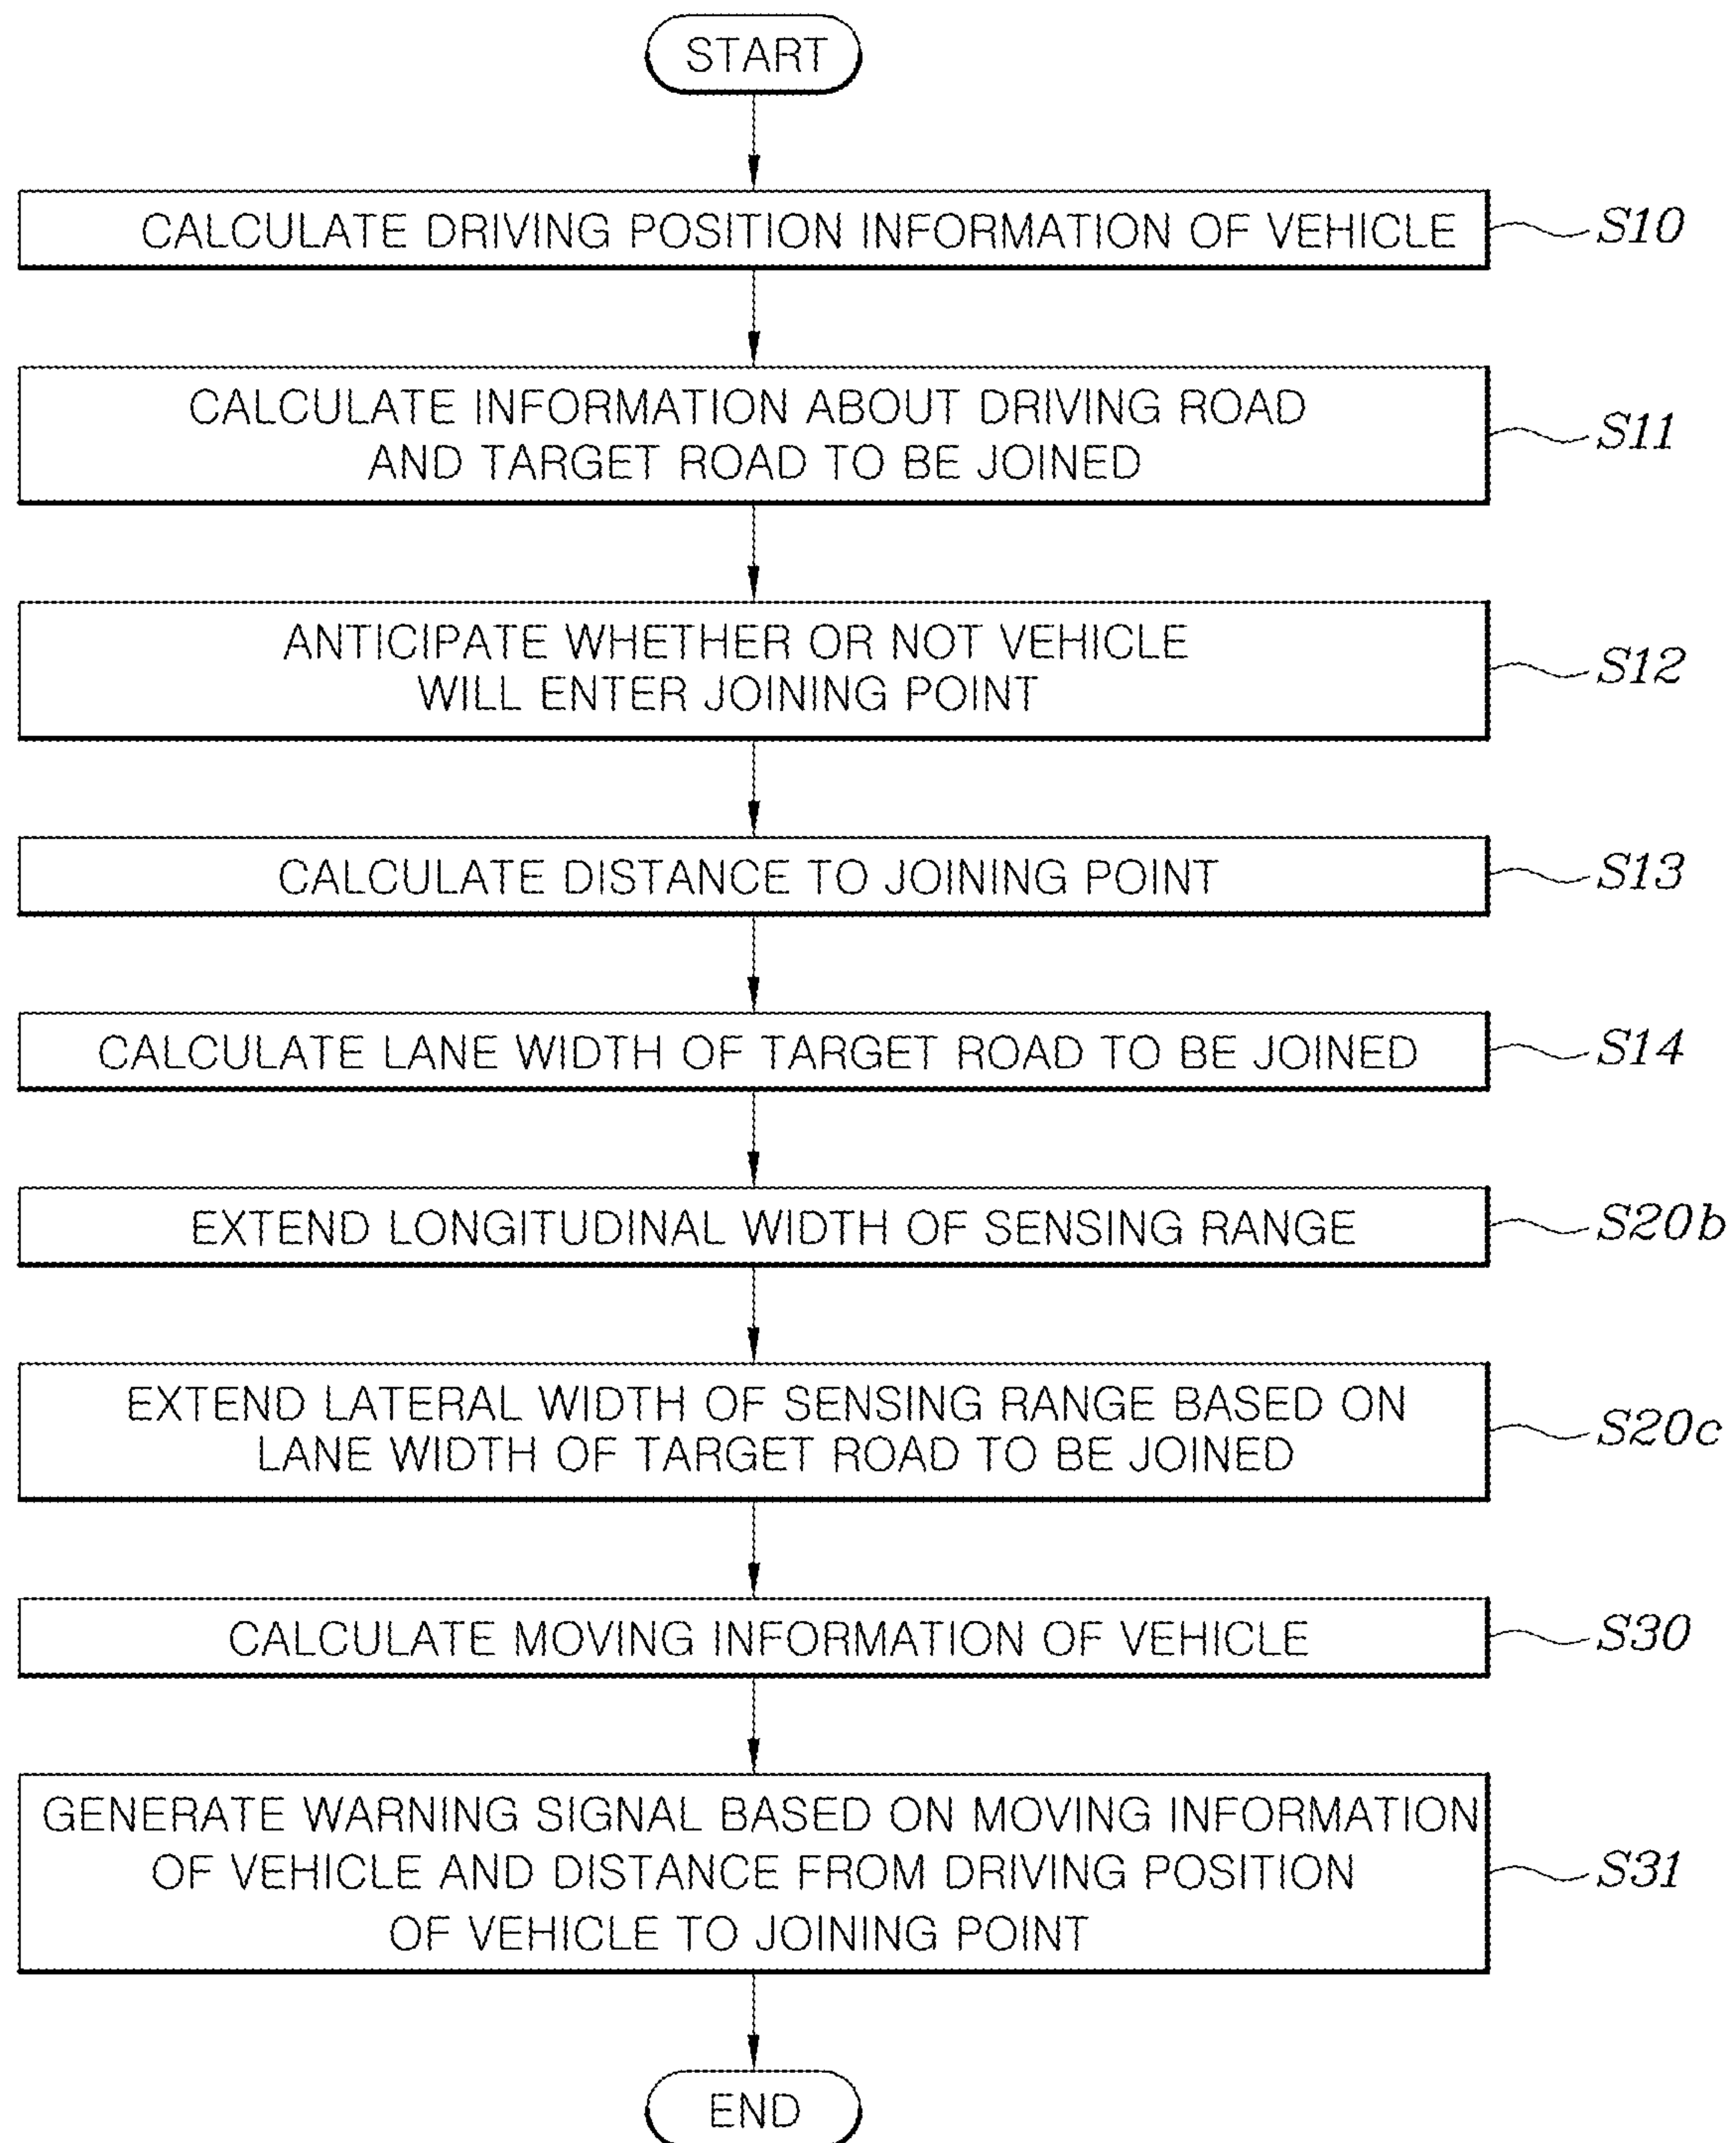 START
CALCULATE DRIVING POSITION INFORMATION OF VEHICLE
S10
CALCULATE INFORMATION ABOUT DRIVING ROAD
AND TARGET ROAD TO BE JOINED
S11
ANTICIPATE WHETHER OR NOT VEHICLE
WILL ENTER JOINING POINT
S12
CALCULATE DISTANCE TO JOINING POINT
S13
CALCULATE LANE WIDTH OF TARGET ROAD TO BE JOINED
S14
EXTEND LONGITUDINAL WIDTH OF SENSING RANGE
S20b
EXTEND LATERAL WIDTH OF SENSING RANGE BASED ON
LANE WIDTH OF TARGET ROAD TO BE JOINED
S20c
CALCULATE MOVING INFORMATION OF VEHICLE
S30
GENERATE WARNING SIGNAL BASED ON MOVING INFORMATION
OF VEHICLE AND DISTANCE FROM DRIVING POSITION
OF VEHICLE TO JOINING POINT
S31
END